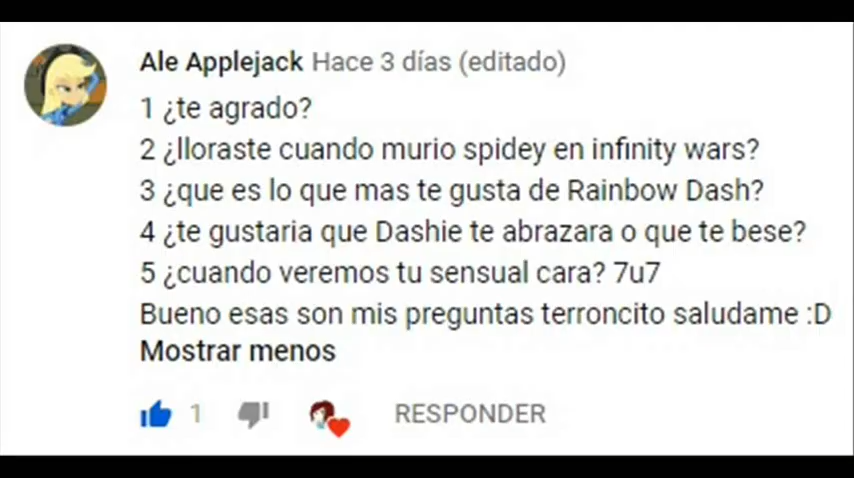 Ale Applejack Hace 3 días (editado)
1 ¿te agrado?
2 ¿lloraste cuando murio spidey en infinity wars?
3 ¿que es lo que mas te gusta de Rainbow Dash?
4 ¿te gustaria que Dashie te abrazara o que te bese?
5 ¿cuando veremos tu sensual cara? 7u7
Bueno esas son mis preguntas terroncito saludame :D
Mostrar menos
1 RESPONDER